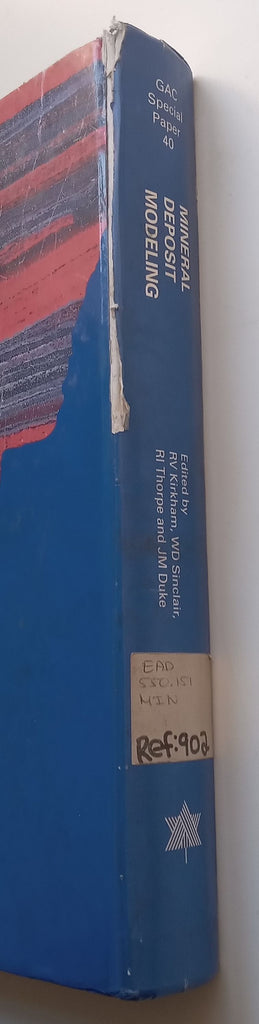 GAC
Special
Paper
40
MINERAL
DEPOSIT
MODELING
Edited by
RV Kirkham, WD Sinclair,
RI Thorpe and JM Duke
EAD
550.151
MIN
Ref:902